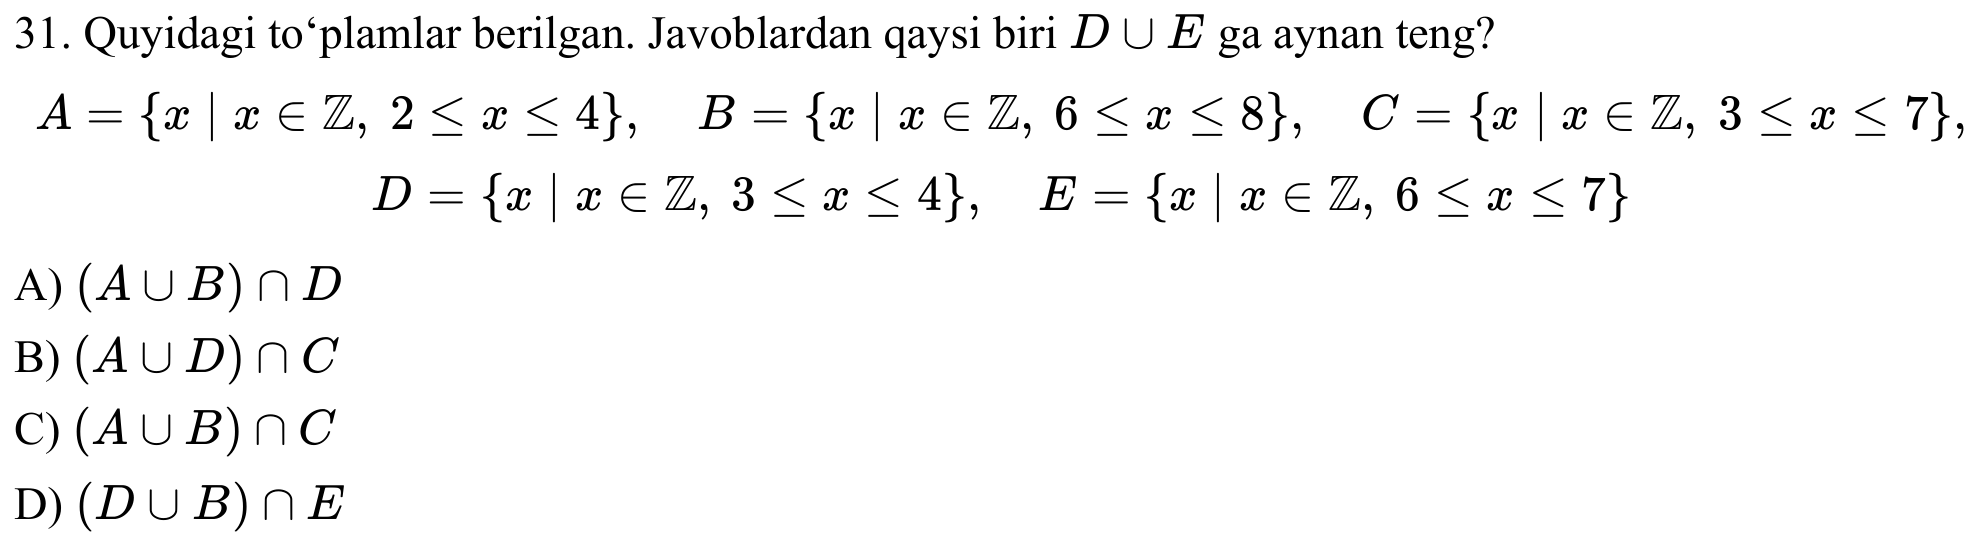 31. Quyidagi to‘plamlar berilgan. Javoblardan qaysi biri D ∪ E ga aynan teng?
A = {x | x ∈ ℤ, 2 ≤ x ≤ 4}, B = {x | x ∈ ℤ, 6 ≤ x ≤ 8}, C = {x | x ∈ ℤ, 3 ≤ x ≤ 7},
D = {x | x ∈ ℤ, 3 ≤ x ≤ 4}, E = {x | x ∈ ℤ, 6 ≤ x ≤ 7}
A) (A ∪ B) ∩ D
B) (A ∪ D) ∩ C
C) (A ∪ B) ∩ C
D) (D ∪ B) ∩ E